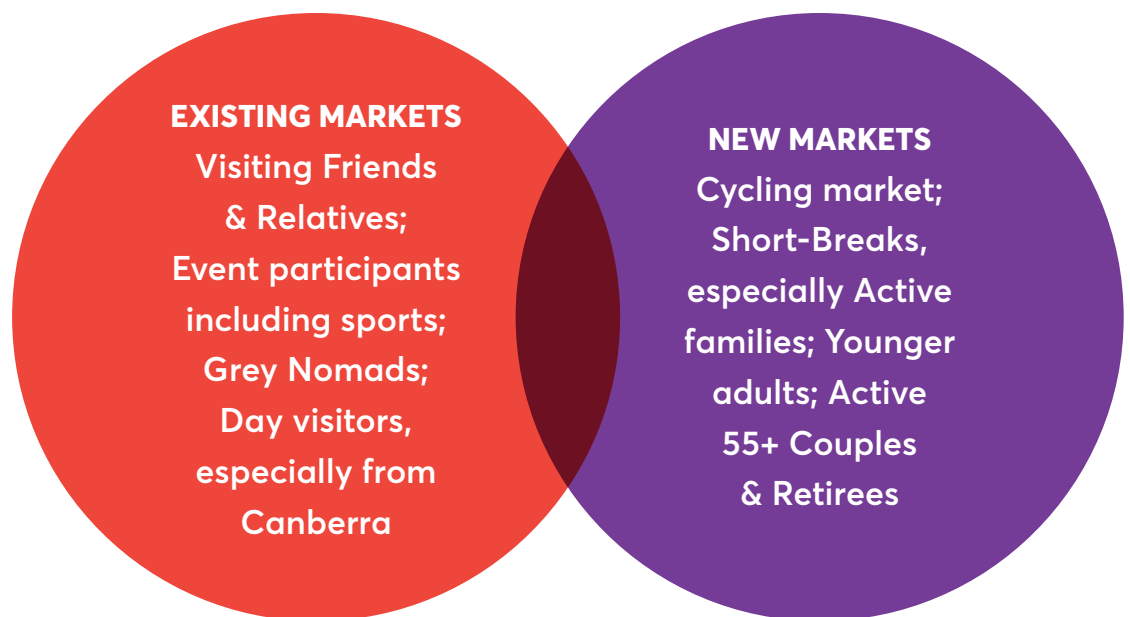 EXISTING MARKETS
Visiting Friends
& Relatives;
Event participants
including sports;
Grey Nomads;
Day visitors,
especially from
Canberra
NEW MARKETS
Cycling market;
Short-Breaks,
especially Active
families; Younger
adults; Active
55+ Couples
& Retirees